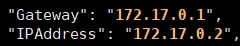 "Gateway": "172.17.0.1",
"IPAddress": "172.17.0.2",